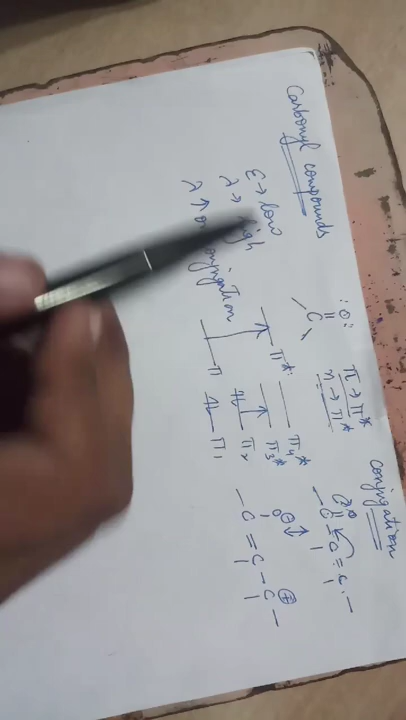 Carbonyl compounds
:O:
||
C
π → π*
n → π*
ε → low
λ → high
λ ↑ on conjugation
conjugation
π*
π
π4*
π3*
π2
π1
O
- C - C = C -
O ⊖ ⊕
- C = C - C -